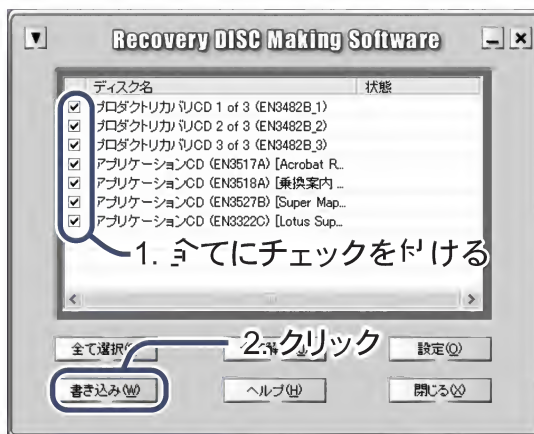 Recovery DISC Making Software
ディスク名 状態
プロダクトリカバリCD 1 of 3 (EN3482B_1)
プロダクトリカバリCD 2 of 3 (EN3482B_2)
プロダクトリカバリCD 3 of 3 (EN3482B_3)
アプリケーションCD (EN3517A) [Acrobat R...
アプリケーションCD (EN3518A) [乗換案内 ...
アプリケーションCD (EN3527B) [Super Map...
アプリケーションCD (EN3322C) [Lotus Sup...
1. 全てにチェックを付ける
2. クリック
全て選択 設定(O)
書き込み(W) ヘルプ(H) 閉じる(X)